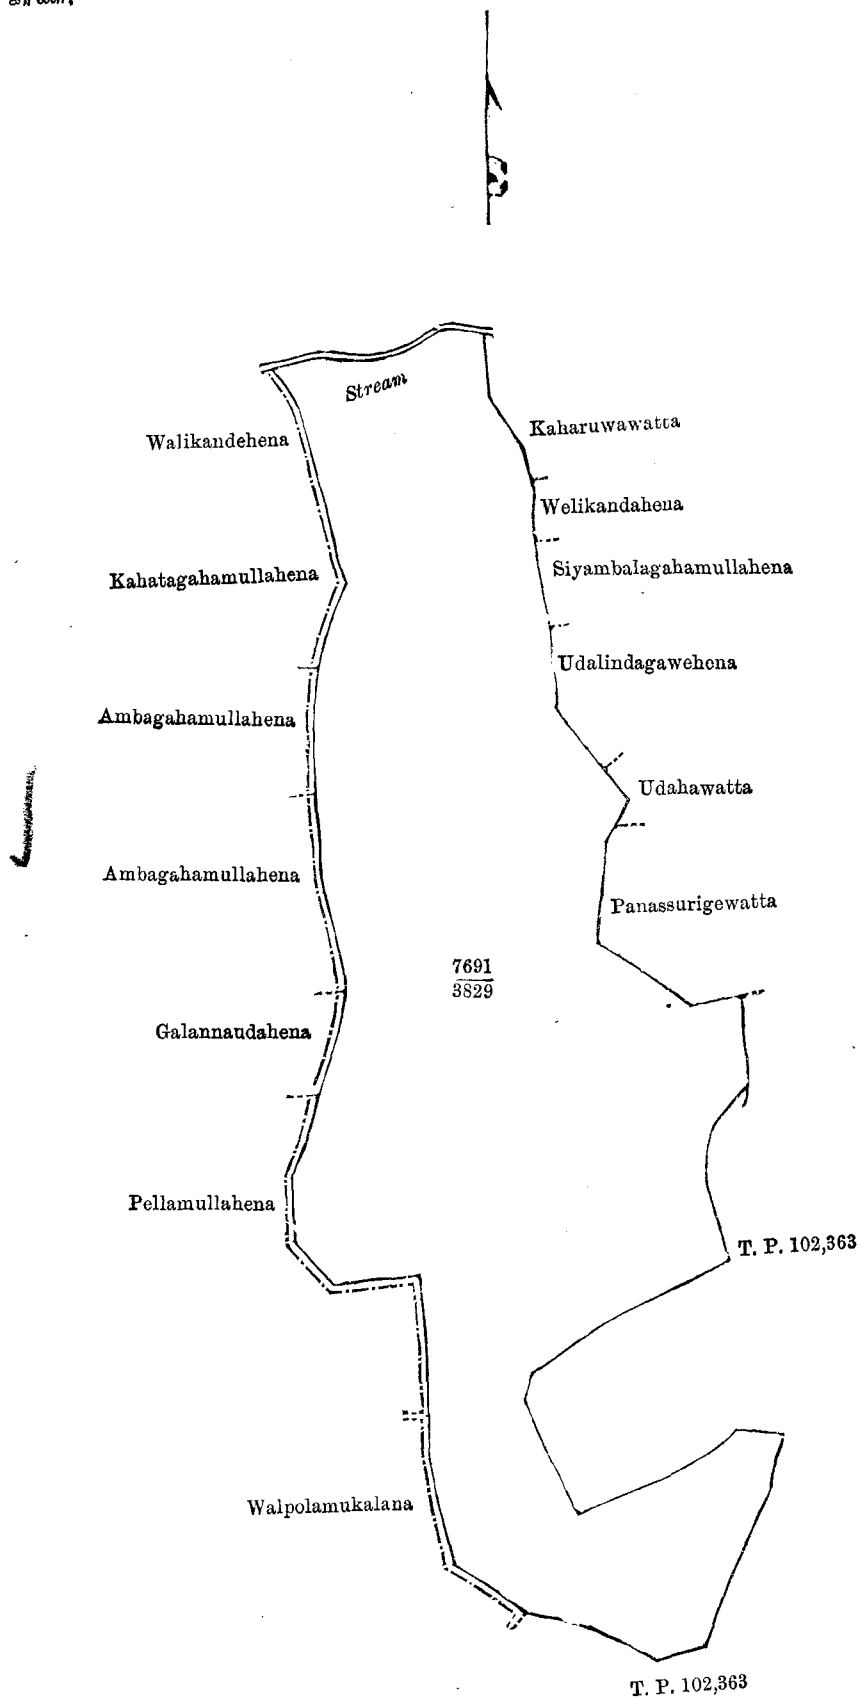 Stream
Walikandehena
Kaharuwawatta
Welikandahena
Siyambalagahamullahena
Kahatagahamullahena
Udalindagawehena
Ambagahamullahena
Udahawatta
Ambagahamullahena
Panassurigewatta
7691
3829
Galannaudahena
Pellamullahena
T. P. 102,363
Walpolamukalana
T. P. 102,363